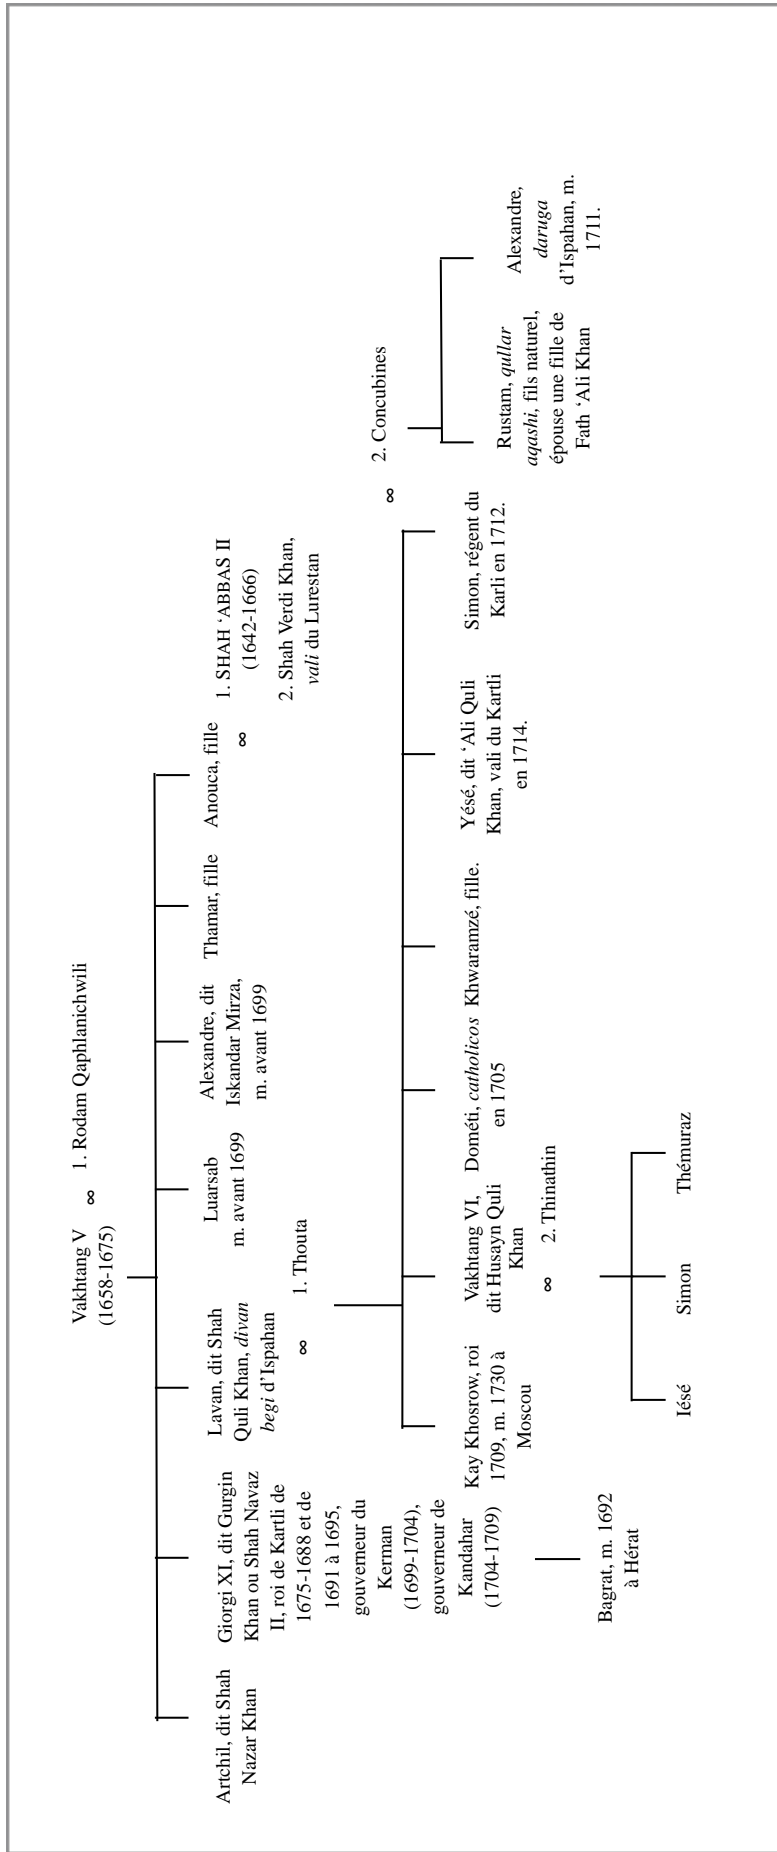 Vakhtang V
(1658-1675)
∞
1. Rodam Qaphlanichwili
Artchil, dit Shah
Nazar Khan
Giorgi XI, dit Gurgin
Khan ou Shah Navaz
II, roi de Kartli de
1675-1688 et de
1691 à 1695,
gouverneur du
Kerman
(1699-1704),
gouverneur de
Kandahar
(1704-1709)
Lavan, dit Shah
Quli Khan, divan
begi d’Ispahan
Luarsab
m. avant 1699
Alexandre, dit
Iskandar Mirza,
m. avant 1699
Thamar, fille
Anouca, fille
∞
1. SHAH ‘ABBAS II
(1642-1666)
2. Shah Verdi Khan,
vali du Lurestan
∞
1. Thouta
∞
2. Concubines
Bagrat, m. 1692
à Hérat
Kay Khosrow, roi
1709, m. 1730 à
Moscou
Vakhtang VI,
dit Husayn Quli
Khan
∞
2. Thinathin
Dométi, catholicos
en 1705
Khwaramzé, fille.
Yésé, dit ‘Ali Quli
Khan, vali du Kartli
en 1714.
Simon, régent du
Karli en 1712.
Rustam, qullar
aqashi, fils naturel,
épouse une fille de
Fath ‘Ali Khan
Alexandre,
daruga
d’Ispahan, m.
1711.
Iésé
Simon
Thémuraz